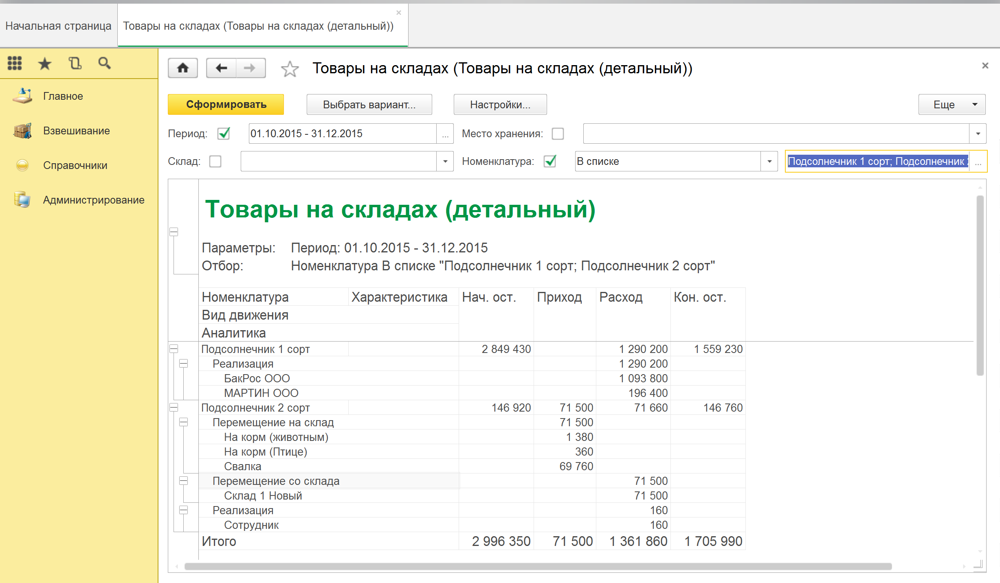 Начальная страница
Товары на складах (Товары на складах (детальный))
Товары на складах (Товары на складах (детальный))
Главное
Взвешивание
Справочники
Администрирование
Сформировать
Выбрать вариант...
Настройки...
Еще
Период: 01.10.2015 - 31.12.2015 ... Место хранения:
Склад: Номенклатура: В списке Подсолнечник 1 сорт; Подсолнечник ...
Товары на складах (детальный)
Параметры: Период: 01.10.2015 - 31.12.2015
Отбор: Номенклатура В списке "Подсолнечник 1 сорт; Подсолнечник 2 сорт"
Номенклатура Характеристика Нач. ост. Приход Расход Кон. ост.
Вид движения
Аналитика
Подсолнечник 1 сорт 2 849 430 1 290 200 1 559 230
Реализация 1 290 200
БакРос ООО 1 093 800
МАРТИН ООО 196 400
Подсолнечник 2 сорт 146 920 71 500 71 660 146 760
Перемещение на склад 71 500
На корм (животным) 1 380
На корм (Птице) 360
Свалка 69 760
Перемещение со склада 71 500
Склад 1 Новый 71 500
Реализация 160
Сотрудник 160
Итого 2 996 350 71 500 1 361 860 1 705 990